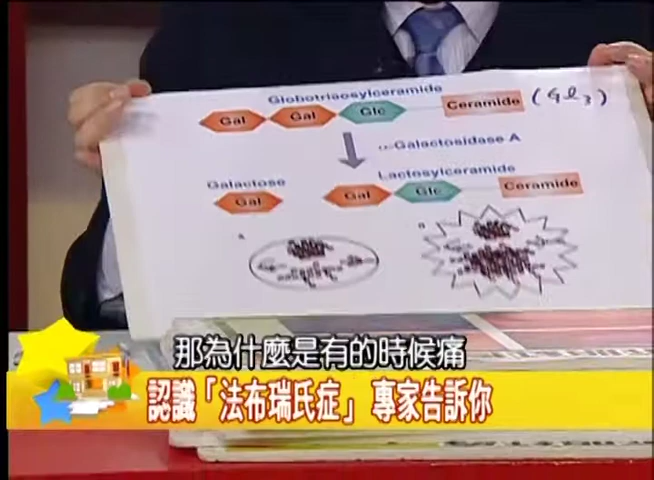 Globotriaosylceramide
Gal Gal Glc Ceramide (GL3)
α-Galactosidase A
Galactose
Lactosylceramide
Gal Gal Glc Ceramide
那為什麼是有的時候痛
認識「法布瑞氏症」 專家告訴你